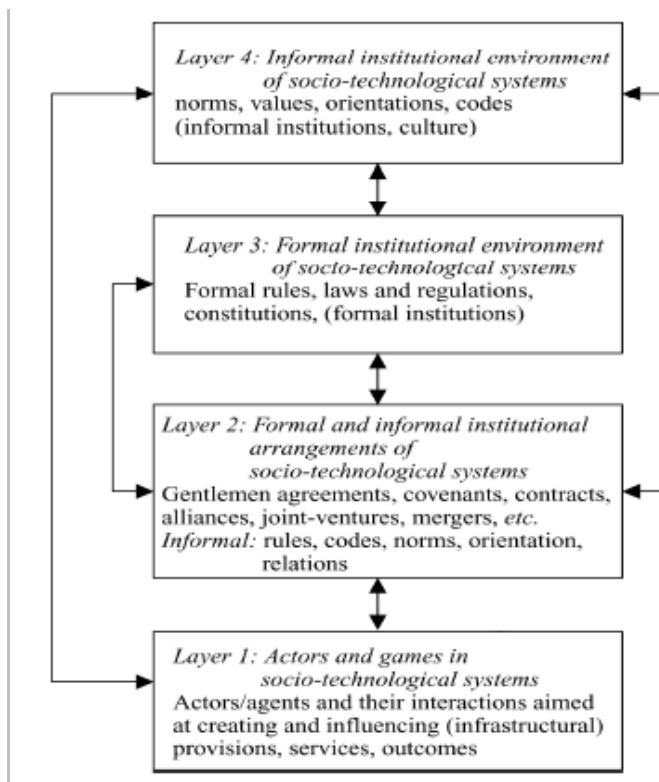 Layer 4: Informal institutional environment
of socio-technological systems
norms, values, orientations, codes
(informal institutions, culture)
Layer 3: Formal institutional environment
of socio-technological systems
Formal rules, laws and regulations,
constitutions, (formal institutions)
Layer 2: Formal and informal institutional
arrangements of
socio-technological systems
Gentlemen agreements, covenants, contracts,
alliances, joint-ventures, mergers, etc.
Informal: rules, codes, norms, orientation,
relations
Layer 1: Actors and games in
socio-technological systems
Actors/agents and their interactions aimed
at creating and influencing (infrastructural)
provisions, services, outcomes